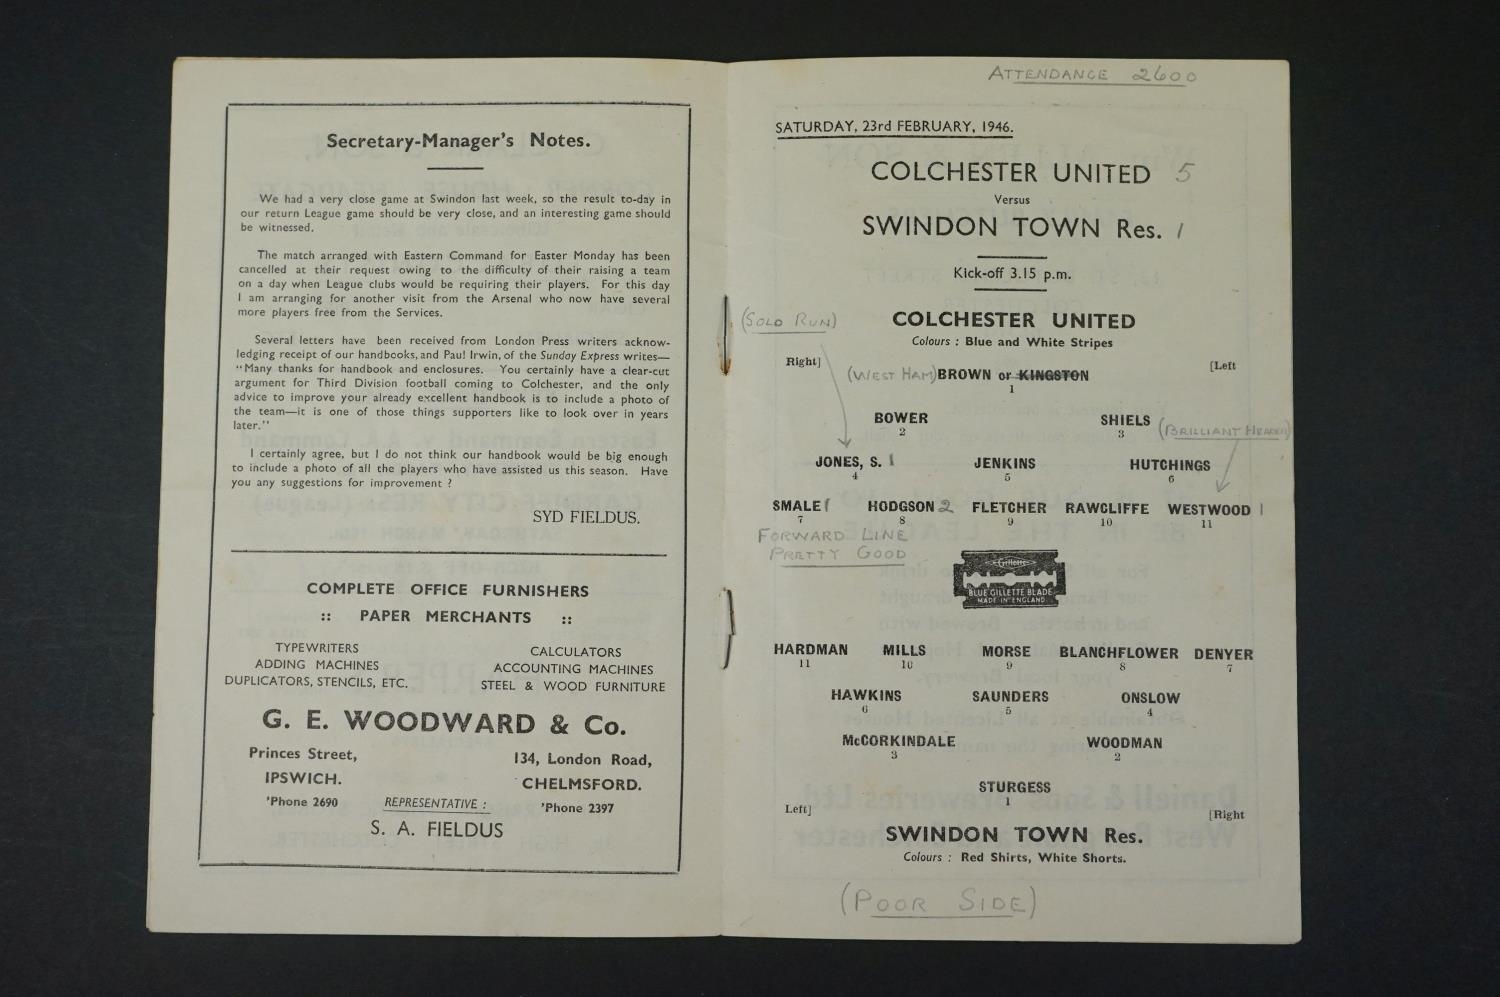 Secretary-Manager's Notes.
We had a very close game at Swindon last week, so the result to-day in
our return League game should be very close, and an interesting game should
be witnessed.
The match arranged with Eastern Command for Easter Monday has been
cancelled at their request owing to the difficulty of their raising a team
on a day when League clubs would be requiring their players. For this day
I am arranging for another visit from the Arsenal who now have several
more players free from the Services.
Several letters have been received from London Press writers acknow-
ledging receipt of our handbooks, and Paul Irwin, of the Sunday Express writes—
"Many thanks for handbook and enclosures. You certainly have a clear-cut
argument for Third Division football coming to Colchester, and the only
advice to improve your already excellent handbook is to include a photo of
the team—it is one of those things supporters like to look over in years
later."
I certainly agree, but I do not think our handbook would be big enough
to include a photo of all the players who have assisted us this season. Have
you any suggestions for improvement ?
SYD FIELDUS.
COMPLETE OFFICE FURNISHERS
:: PAPER MERCHANTS ::
TYPEWRITERS CALCULATORS
ADDING MACHINES ACCOUNTING MACHINES
DUPLICATORS, STENCILS, ETC. STEEL & WOOD FURNITURE
G. E. WOODWARD & Co.
Princes Street, 134, London Road,
IPSWICH. CHELMSFORD.
'Phone 2690 REPRESENTATIVE : 'Phone 2397
S. A. FIELDUS
ATTENDANCE 2600
SATURDAY, 23rd FEBRUARY, 1946.
COLCHESTER UNITED 5
Versus
SWINDON TOWN Res. 1
Kick-off 3.15 p.m.
(SOLO RUN) COLCHESTER UNITED
Colours : Blue and White Stripes
Right] [Left
(WEST HAM) BROWN or KINGSTON
1
BOWER SHIELS (BRILLIANT HEADER)
2 3
JONES, S. 1 JENKINS HUTCHINGS
4 5 6
SMALE 1 HODGSON 2 FLETCHER RAWCLIFFE WESTWOOD 1
7 8 9 10 11
FORWARD LINE
PRETTY GOOD
Gillette
BLUE GILLETTE BLADE
MADE IN ENGLAND
HARDMAN MILLS MORSE BLANCHFLOWER DENYER
11 10 9 8 7
HAWKINS SAUNDERS ONSLOW
6 5 4
McCORKINDALE WOODMAN
3 2
STURGESS
1
Left] [Right
SWINDON TOWN Res.
Colours : Red Shirts, White Shorts.
(POOR SIDE)